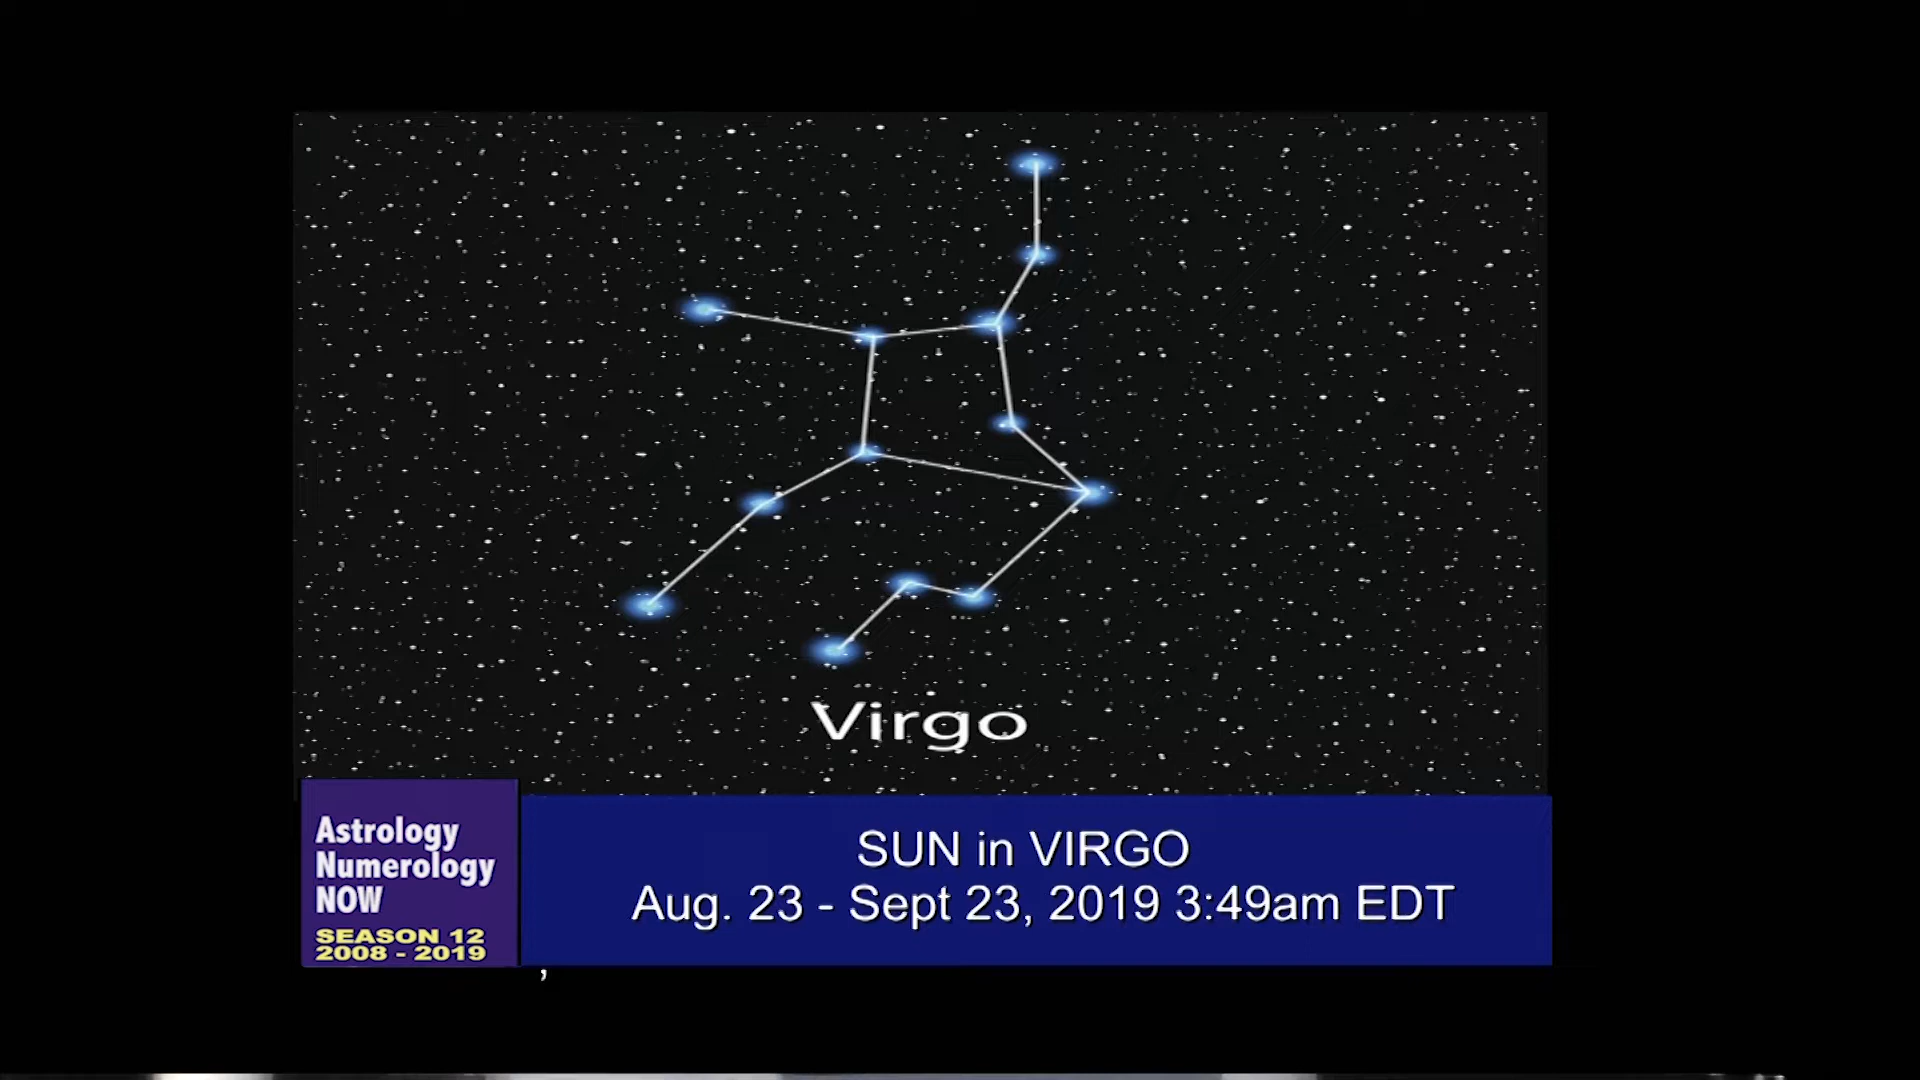 Virgo
Astrology
Numerology
NOW
SEASON 12
2008 - 2019
SUN in VIRGO
Aug. 23 - Sept 23, 2019 3:49am EDT
,